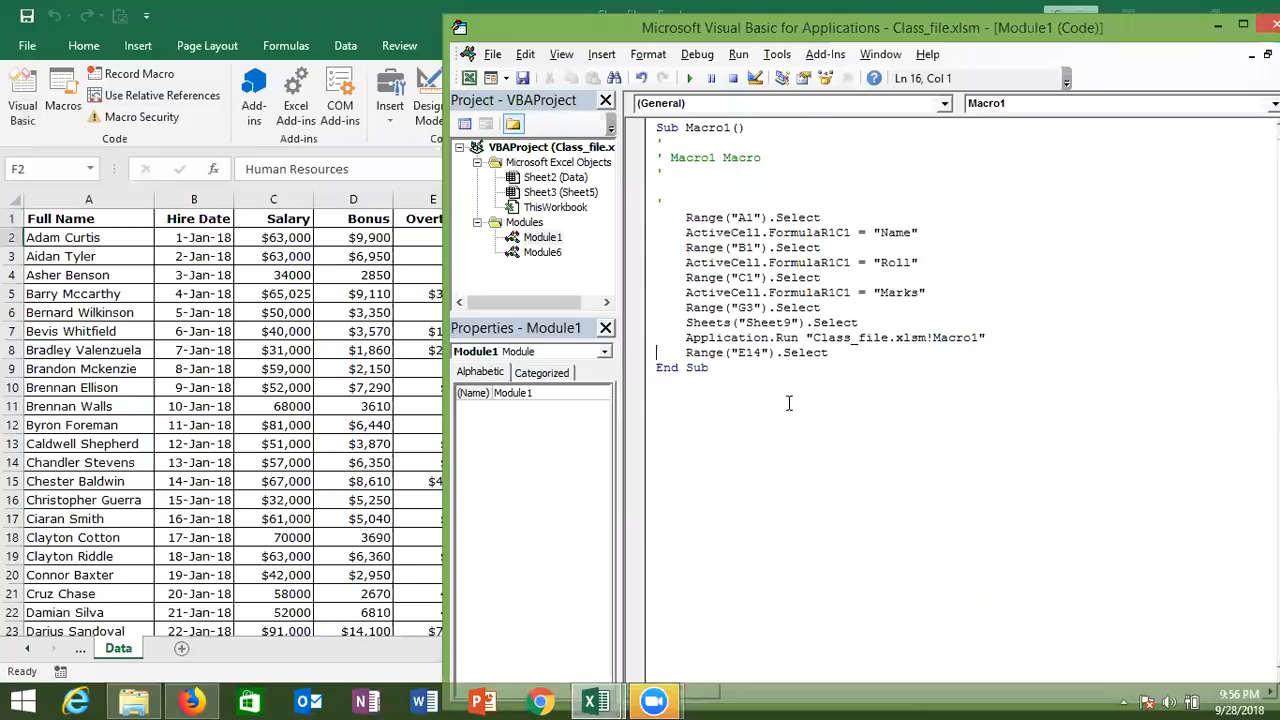 Microsoft Visual Basic for Applications - Class_file.xlsm - [Module1 (Code)]
File Home Insert Page Layout Formulas Data Review
File Edit View Insert Format Debug Run Tools Add-Ins Window Help
Ln 16, Col 1
Visual Basic
Macros
Record Macro
Use Relative References
Macro Security
Code
Add-ins
Excel Add-ins
COM Add-ins
Add-ins
Insert
Design
F2
Human Resources
A B C D E
1 Full Name Hire Date Salary Bonus
2 Adam Curtis 1-Jan-18 $63,000 $9,900
3 Aidan Tyler 2-Jan-18 $63,000 $6,950
4 Asher Benson 3-Jan-18 34000 2850
5 Barry Mccarthy 4-Jan-18 $65,025 $9,110
6 Bernard Wilkinson 5-Jan-18 $50,000 $3,350
7 Bevis Whitfield 6-Jan-18 $40,000 $3,570
8 Bradley Valenzuela 7-Jan-18 $31,000 $1,860
9 Brandon Mckenzie 8-Jan-18 $59,000 $2,150
10 Brennan Ellison 9-Jan-18 $52,000 $7,290
11 Brennan Walls 10-Jan-18 68000 3610
12 Byron Foreman 11-Jan-18 $81,000 $6,440
13 Caldwell Shepherd 12-Jan-18 $51,000 $3,870
14 Chandler Stevens 13-Jan-18 $57,000 $6,350
15 Chester Baldwin 14-Jan-18 $67,000 $8,610
16 Christopher Guerra 15-Jan-18 $32,000 $5,250
17 Ciaran Smith 16-Jan-18 $61,000 $5,040
18 Clayton Cotton 17-Jan-18 70000 3690
19 Clayton Riddle 18-Jan-18 $63,000 $6,360
20 Connor Baxter 19-Jan-18 $42,000 $2,950
21 Cruz Chase 20-Jan-18 58000 2670
22 Damian Silva 21-Jan-18 52000 6810
23 Darius Sandoval 22-Jan-18 $91,000 $14,100
... Data
Ready
Project - VBAProject
VBAProject (Class_file.x
Microsoft Excel Objects
Sheet2 (Data)
Sheet3 (Sheet5)
ThisWorkbook
Modules
Module1
Module6
Properties - Module1
Module1 Module
Alphabetic Categorized
(Name) Module1
(General) Macro1
Sub Macro1()
'
' Macro1 Macro
'
'
Range("A1").Select
ActiveCell.FormulaR1C1 = "Name"
Range("B1").Select
ActiveCell.FormulaR1C1 = "Roll"
Range("C1").Select
ActiveCell.FormulaR1C1 = "Marks"
Range("G3").Select
Sheets("Sheet9").Select
Application.Run "Class_file.xlsm!Macro1"
Range("E14").Select
End Sub
9:56 PM
9/28/2018